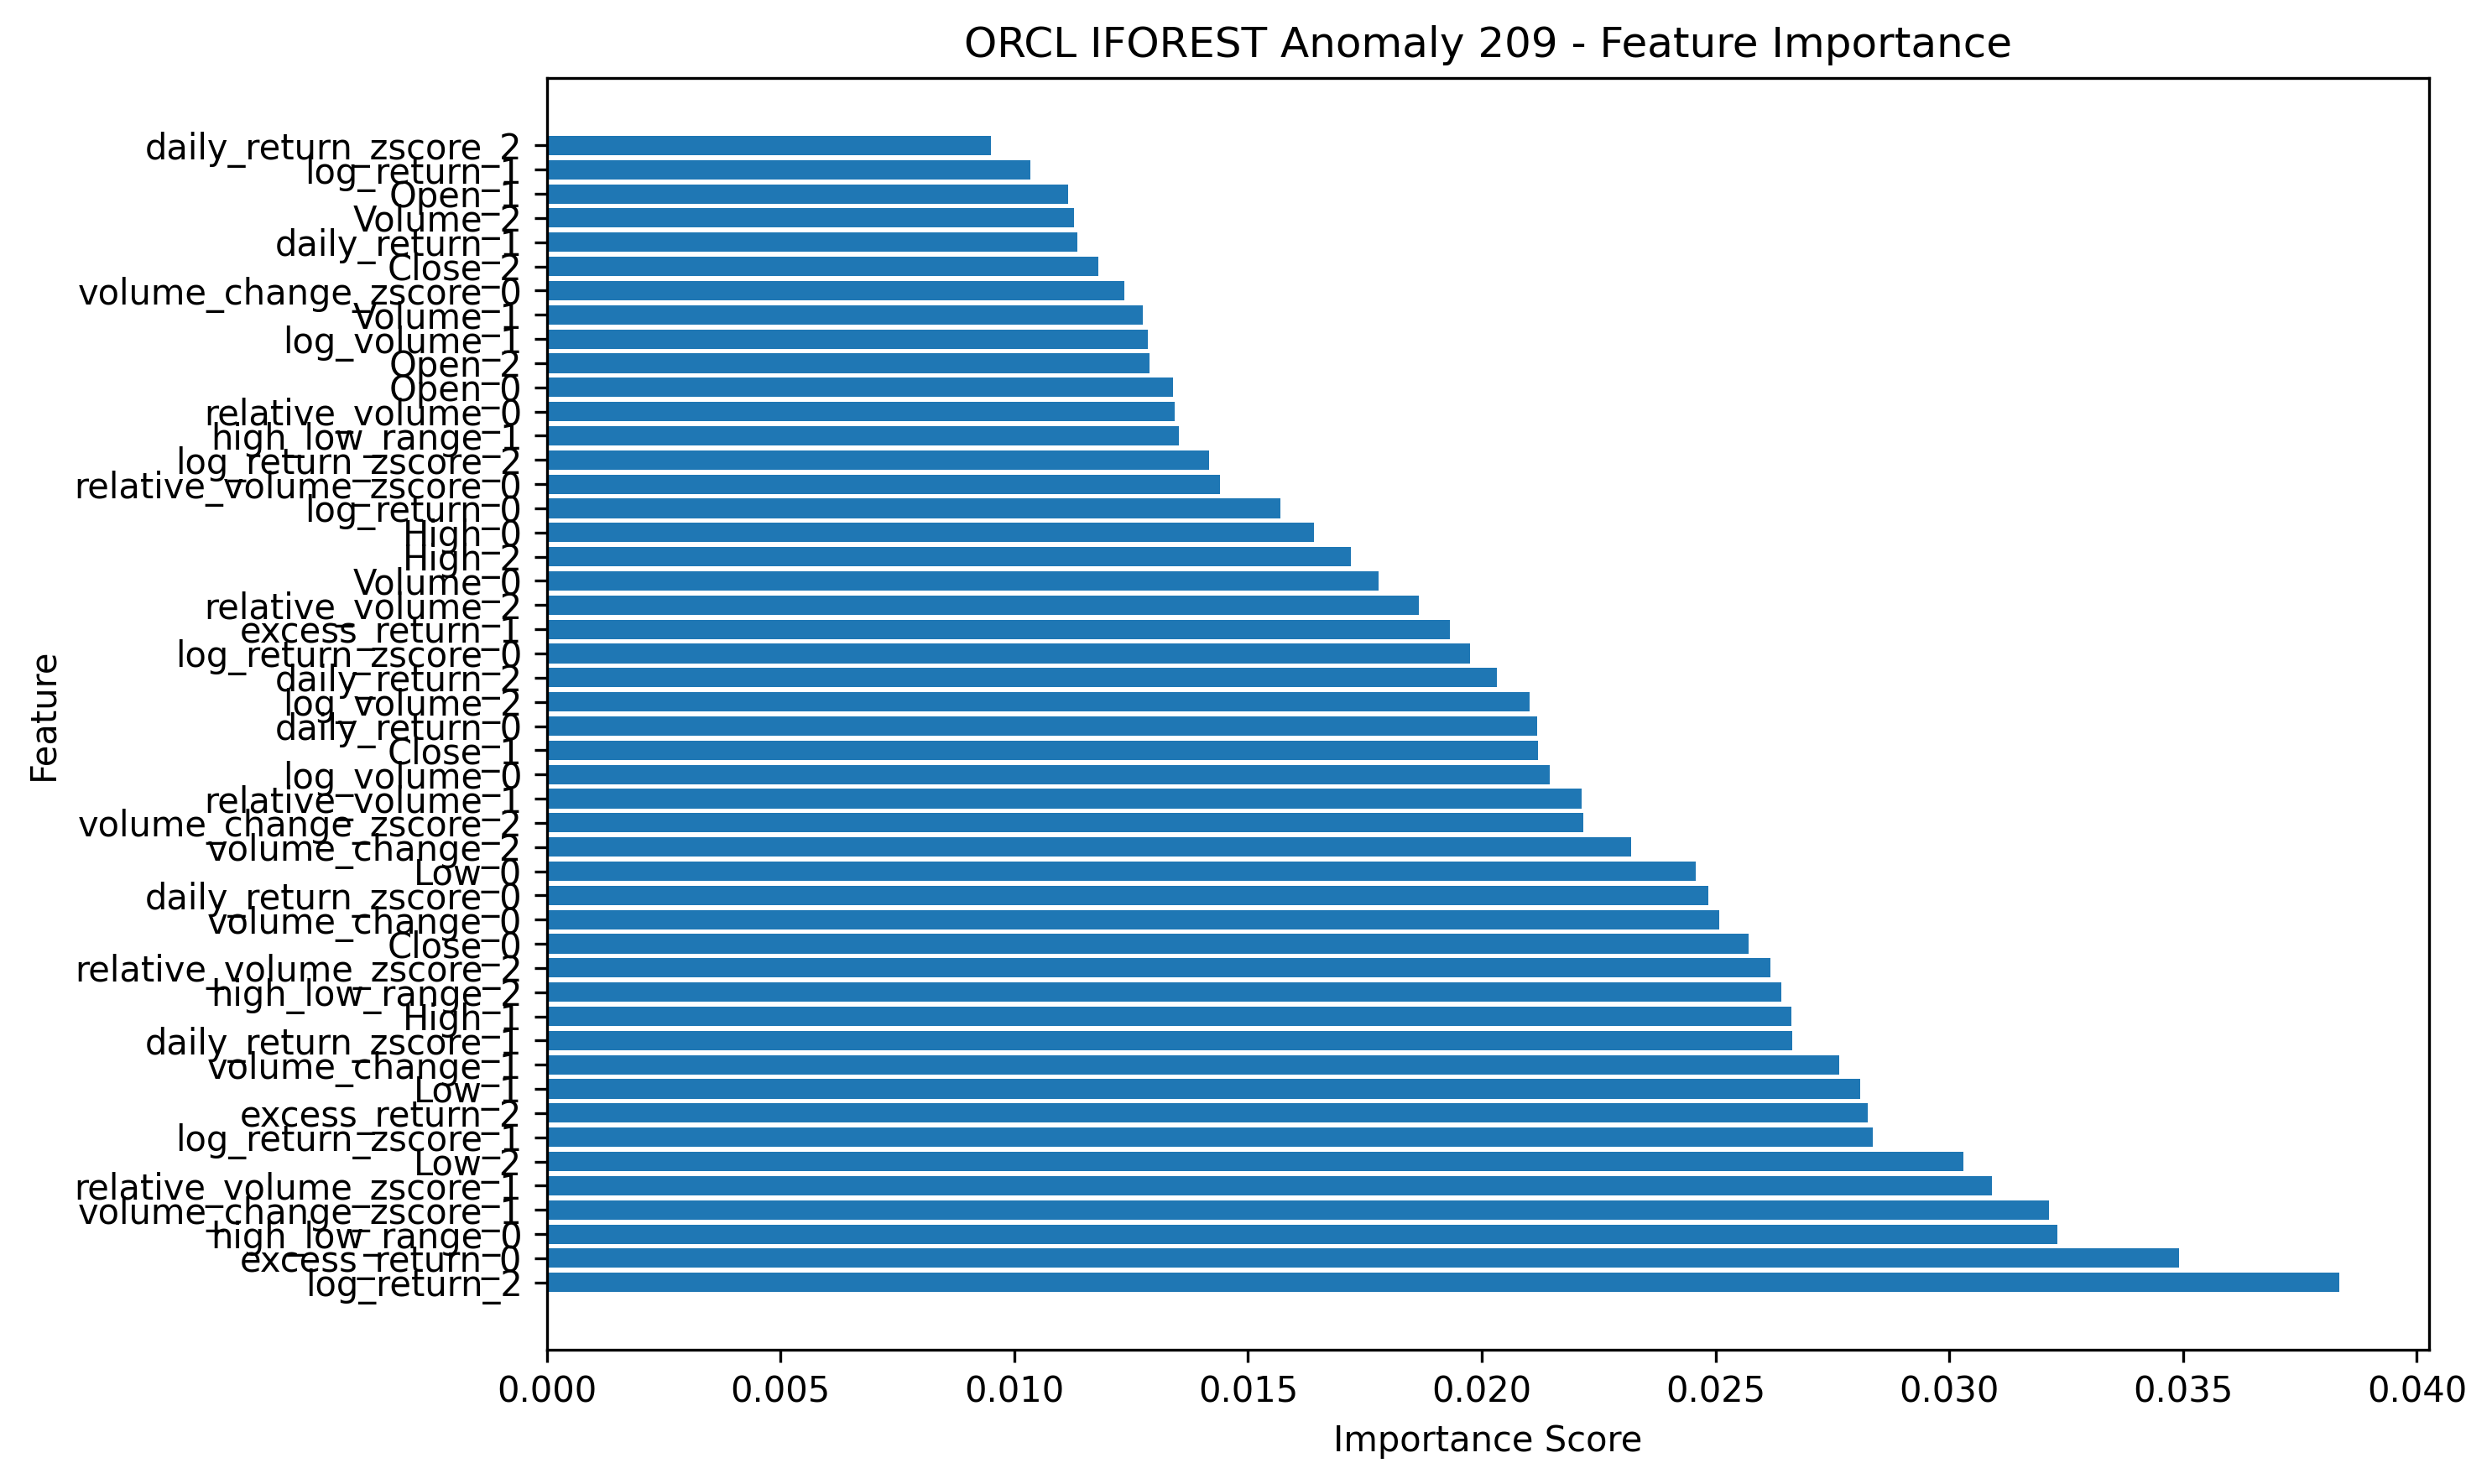 ORCL IFOREST Anomaly 209 - Feature Importance
daily_return_zscore_2
log_return_1
Open_1
Volume_2
daily_return_1
Close_2
volume_change_zscore_0
Volume_1
log_volume_1
Open_2
Open_0
relative_volume_0
high_low_range_1
log_return_zscore_2
relative_volume_zscore_0
log_return_0
High_0
High_2
Volume_0
relative_volume_2
excess_return_1
log_return_zscore_0
daily_return_2
log_volume_2
daily_return_0
Close_1
log_volume_0
relative_volume_1
volume_change_zscore_2
volume_change_2
Low_0
daily_return_zscore_0
volume_change_0
Close_0
relative_volume_zscore_2
high_low_range_2
High_1
daily_return_zscore_1
volume_change_1
Low_1
excess_return_2
log_return_zscore_1
Low_2
relative_volume_zscore_1
volume_change_zscore_1
high_low_range_0
excess_return_0
log_return_2
Feature
0.000 0.005 0.010 0.015 0.020 0.025 0.030 0.035 0.040
Importance Score